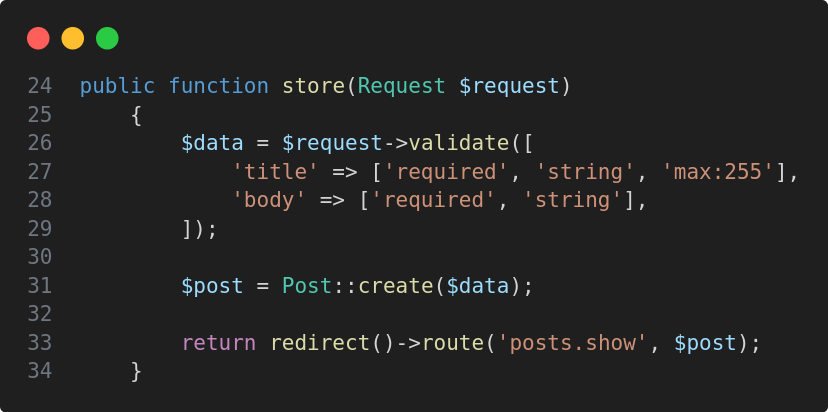 24 public function store(Request $request)
25     {
26         $data = $request->validate([
27             'title' => ['required', 'string', 'max:255'],
28             'body' => ['required', 'string'],
29         ]);
30
31         $post = Post::create($data);
32
33         return redirect()->route('posts.show', $post);
34     }